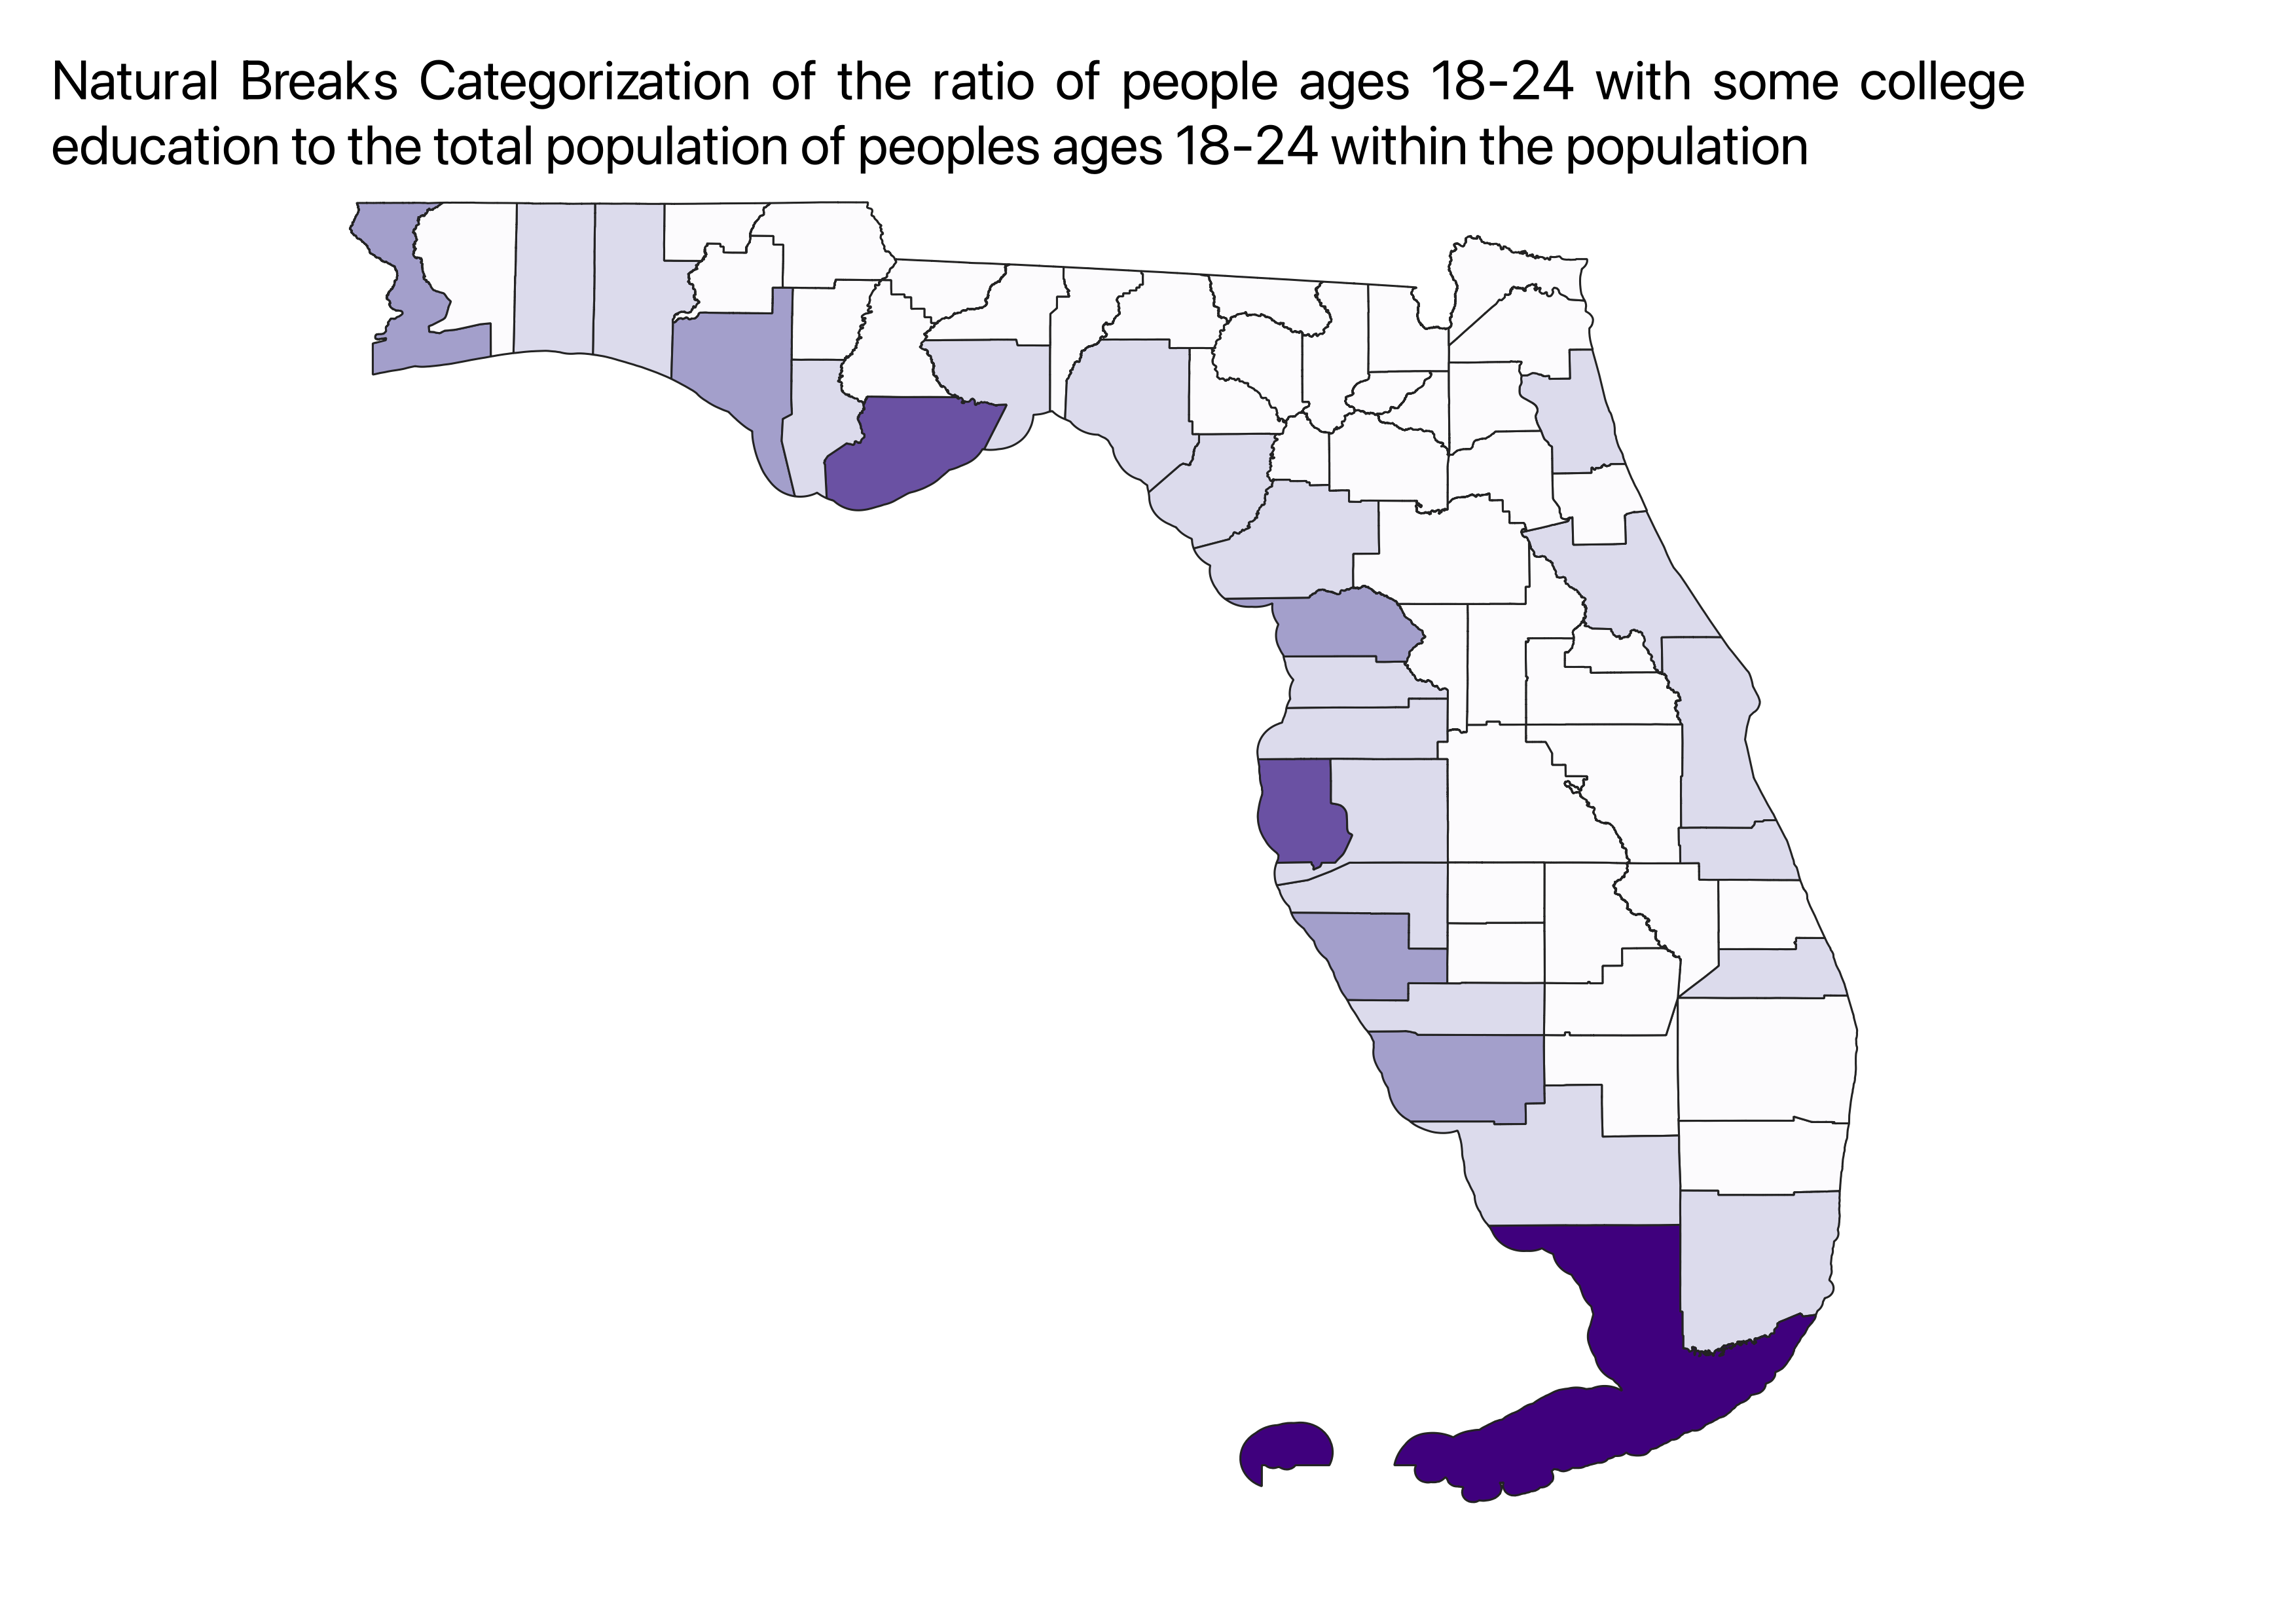 Natural Breaks Categorization of the ratio of people ages 18-24 with some college
education to the total population of peoples ages 18-24 within the population